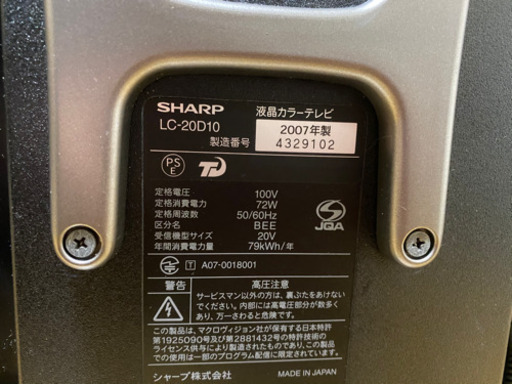 SHARP 液晶カラーテレビ
LC-20D10
2007年製
製造番号 4329102
PS
E
定格電圧 100V
定格消費電力 72W
定格周波数 50/60Hz
区分名 BEE
受信機型サイズ 20V
年間消費電力量 79kWh/年
JQA
T A07-0018001
警告 高圧注意
サービスマン以外の方は、裏ぶたをあけない
でください。内部には高電圧部分が数多く
あり、万一さわると危険です。
この製品は、マクロヴィジョン社が保有する日本特許
第1925090号及び第2881432号の特許技術の
ライセンス供与によって製造されています。この製品
での使用は一部のプログラム配信に限定されています。
シャープ株式会社 MADE IN JAPAN